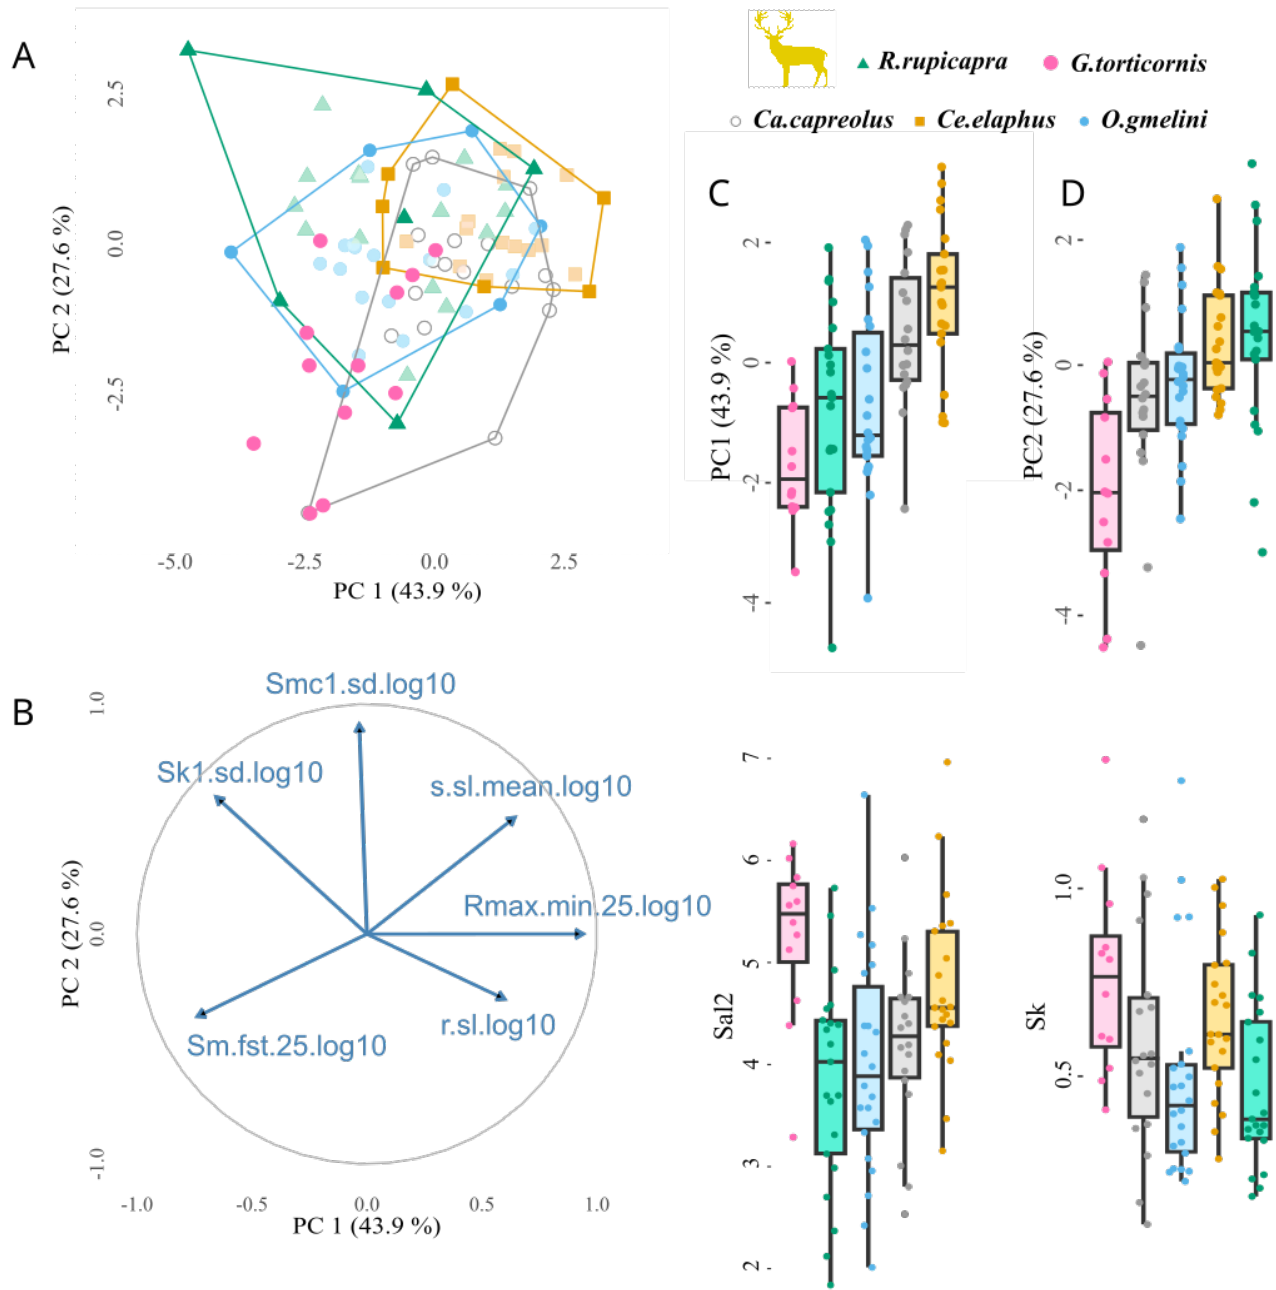 A
R.rupicapra
G.torticornis
Ca.capreolus
Ce.elaphus
O.gmelini
2.5
0.0
-2.5
PC 2 (27.6 %)
-5.0
-2.5
0.0
2.5
PC 1 (43.9 %)
C
2
0
-2
-4
PC1 (43.9 %)
D
2
0
-2
-4
PC2 (27.6 %)
B
Smc1.sd.log10
Sk1.sd.log10
s.sl.mean.log10
Rmax.min.25.log10
r.sl.log10
Sm.fst.25.log10
1.0
0.0
-1.0
PC 2 (27.6 %)
-1.0
-0.5
0.0
0.5
1.0
PC 1 (43.9 %)
7
6
5
4
3
2
Sal2
1.0
0.5
Sk